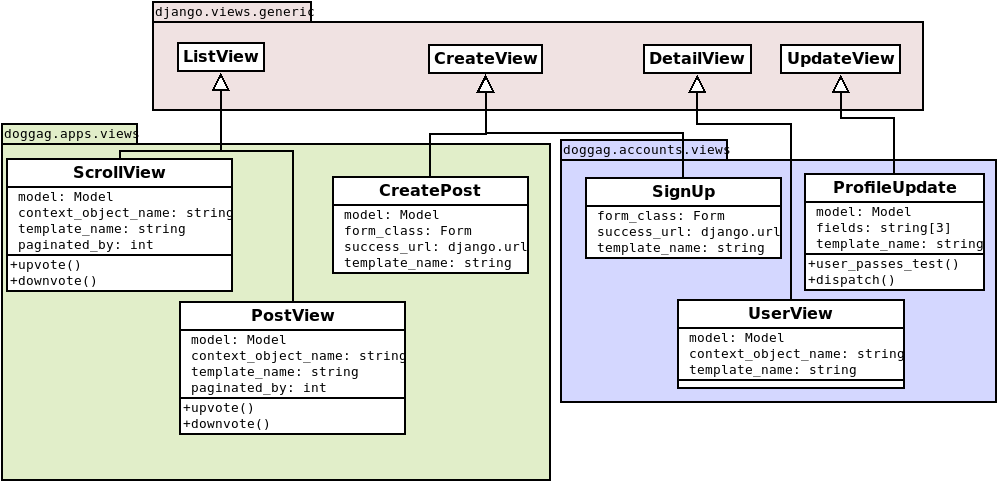 django.views.generic
ListView
CreateView
DetailView
UpdateView
doggag.apps.views
ScrollView
model: Model
context_object_name: string
template_name: string
paginated_by: int
+upvote()
+downvote()
CreatePost
model: Model
form_class: Form
success_url: django.url
template_name: string
PostView
model: Model
context_object_name: string
template_name: string
paginated_by: int
+upvote()
+downvote()
doggag.accounts.views
SignUp
form_class: Form
success_url: django.url
template_name: string
ProfileUpdate
model: Model
fields: string[3]
template_name: string
+user_passes_test()
+dispatch()
UserView
model: Model
context_object_name: string
template_name: string